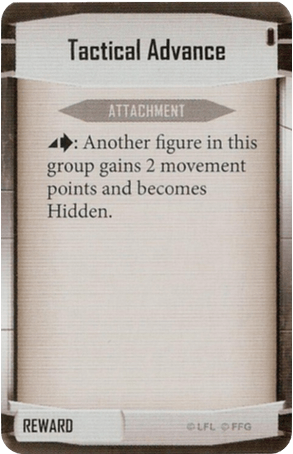 Tactical Advance
ATTACHMENT
: Another figure in this
group gains 2 movement
points and becomes
Hidden.
REWARD
© LFL © FFG